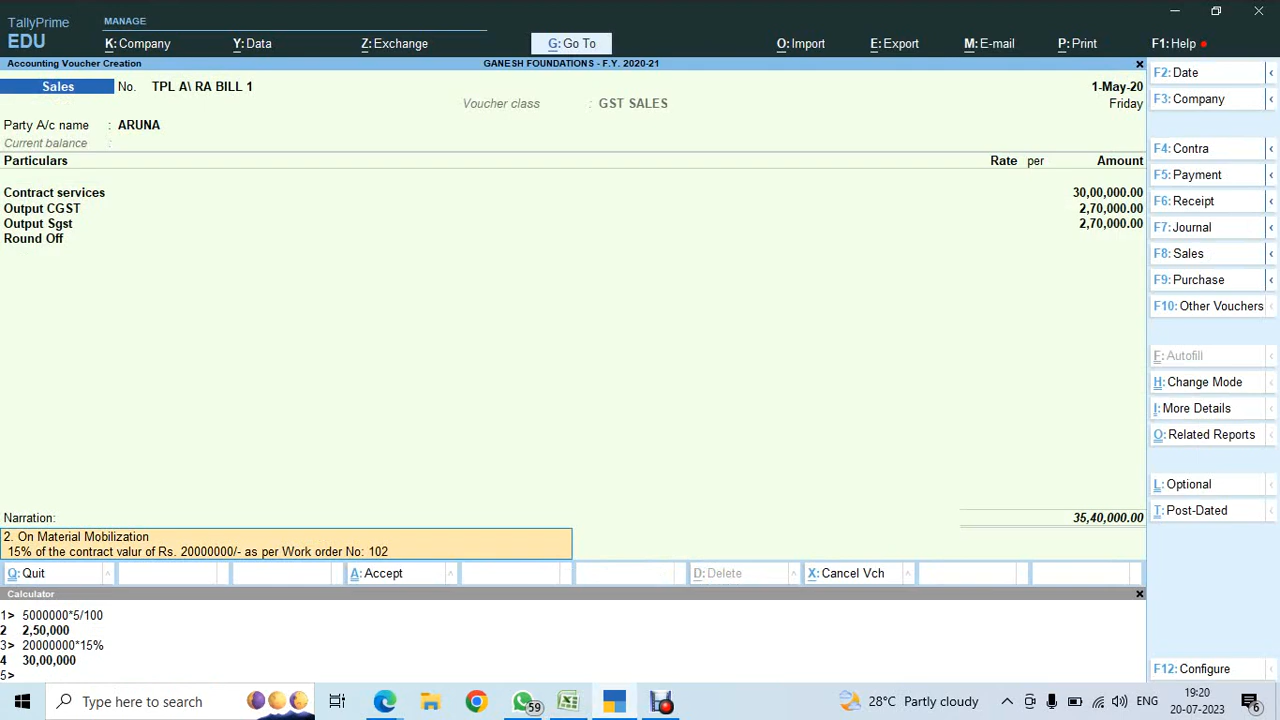 TallyPrime
EDU
MANAGE
K: Company
Y: Data
Z: Exchange
G: Go To
O: Import
E: Export
M: E-mail
P: Print
F1: Help
Accounting Voucher Creation
GANESH FOUNDATIONS - F.Y. 2020-21
Sales No. TPL A\ RA BILL 1
1-May-20
Voucher class : GST SALES
Friday
Party A/c name : ARUNA
Current balance :
Particulars Rate per Amount
Contract services 30,00,000.00
Output CGST 2,70,000.00
Output Sgst 2,70,000.00
Round Off
Narration: 35,40,000.00
2. On Material Mobilization
15% of the contract valur of Rs. 20000000/- as per Work order No: 102
Q: Quit
A: Accept
D: Delete
X: Cancel Vch
Calculator
1> 5000000*5/100
2 2,50,000
3> 20000000*15%
4 30,00,000
5>
F2: Date
F3: Company
F4: Contra
F5: Payment
F6: Receipt
F7: Journal
F8: Sales
F9: Purchase
F10: Other Vouchers
F: Autofill
H: Change Mode
I: More Details
O: Related Reports
L: Optional
T: Post-Dated
F12: Configure
Type here to search
59
28°C Partly cloudy
ENG
19:20
20-07-2023
6